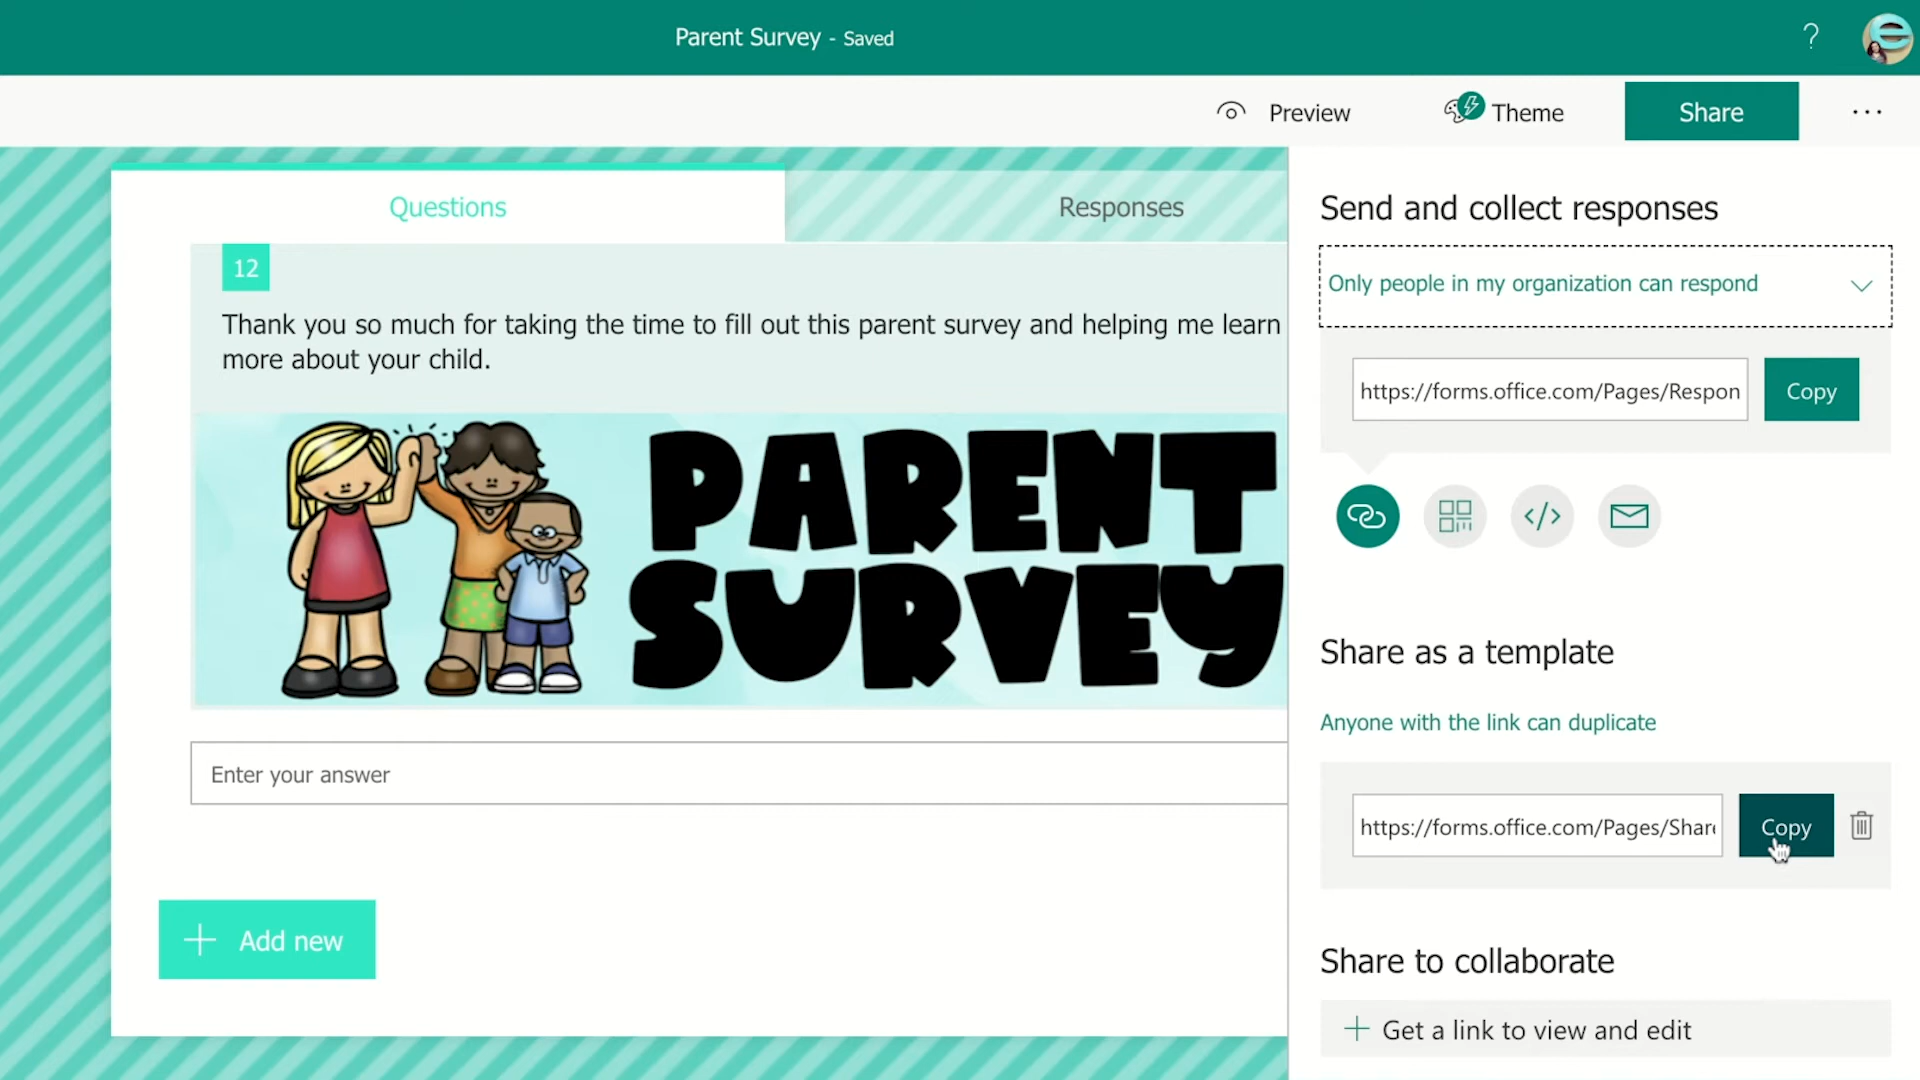 Parent Survey - Saved
?
Preview
Theme
Share
...
Questions
Responses
12
Thank you so much for taking the time to fill out this parent survey and helping me learn
more about your child.
PARENT
SURVEY
Enter your answer
+ Add new
Send and collect responses
Only people in my organization can respond
https://forms.office.com/Pages/Respon
Copy
</>
Share as a template
Anyone with the link can duplicate
https://forms.office.com/Pages/Share
Copy
Share to collaborate
+ Get a link to view and edit